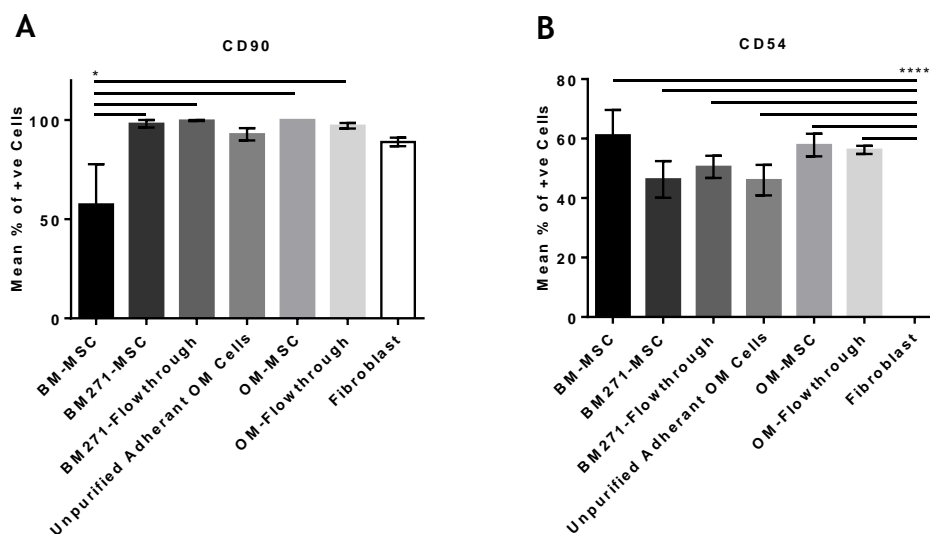 A
CD90
*
Mean % of +ve Cells
100
50
0
BM-MSC
BM271-MSC
BM271-Flowthrough
Unpurified Adherant OM Cells
OM-MSC
OM-Flowthrough
Fibroblast
B
CD54
****
Mean % of +ve Cells
80
60
40
20
0
BM-MSC
BM271-MSC
BM271-Flowthrough
Unpurified Adherant OM Cells
OM-MSC
OM-Flowthrough
Fibroblast